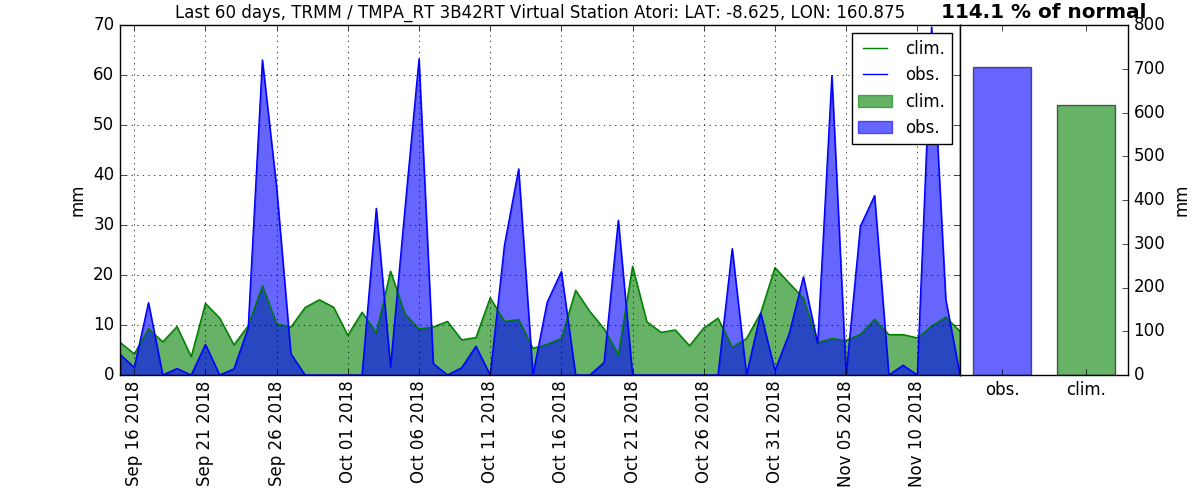 Last 60 days, TRMM / TMPA_RT 3B42RT Virtual Station Atori: LAT: -8.625, LON: 160.875
114.1 % of normal
70
60
50
40
30
20
10
0
mm
clim.
obs.
clim.
obs.
800
700
600
500
400
300
200
100
0
mm
Sep 16 2018
Sep 21 2018
Sep 26 2018
Oct 01 2018
Oct 06 2018
Oct 11 2018
Oct 16 2018
Oct 21 2018
Oct 26 2018
Oct 31 2018
Nov 05 2018
Nov 10 2018
obs.
clim.